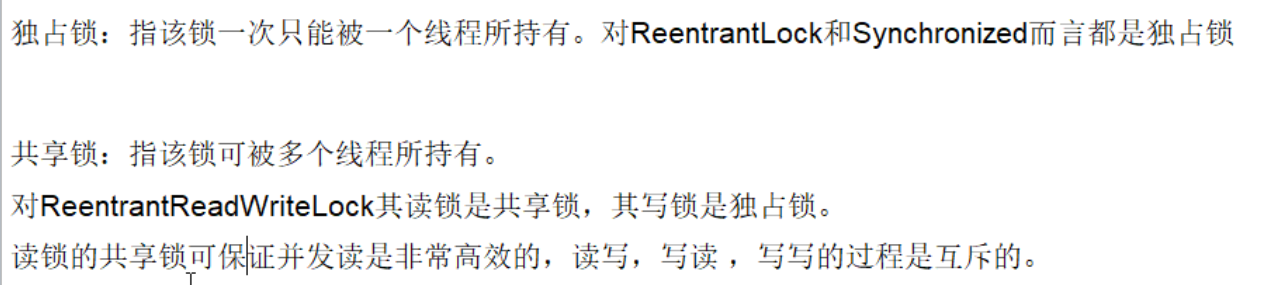 独占锁：指该锁一次只能被一个线程所持有。对ReentrantLock和Synchronized而言都是独占锁
共享锁：指该锁可被多个线程所持有。
对ReentrantReadWriteLock其读锁是共享锁，其写锁是独占锁。
读锁的共享锁可保证并发读是非常高效的，读写，写读 ，写写的过程是互斥的。